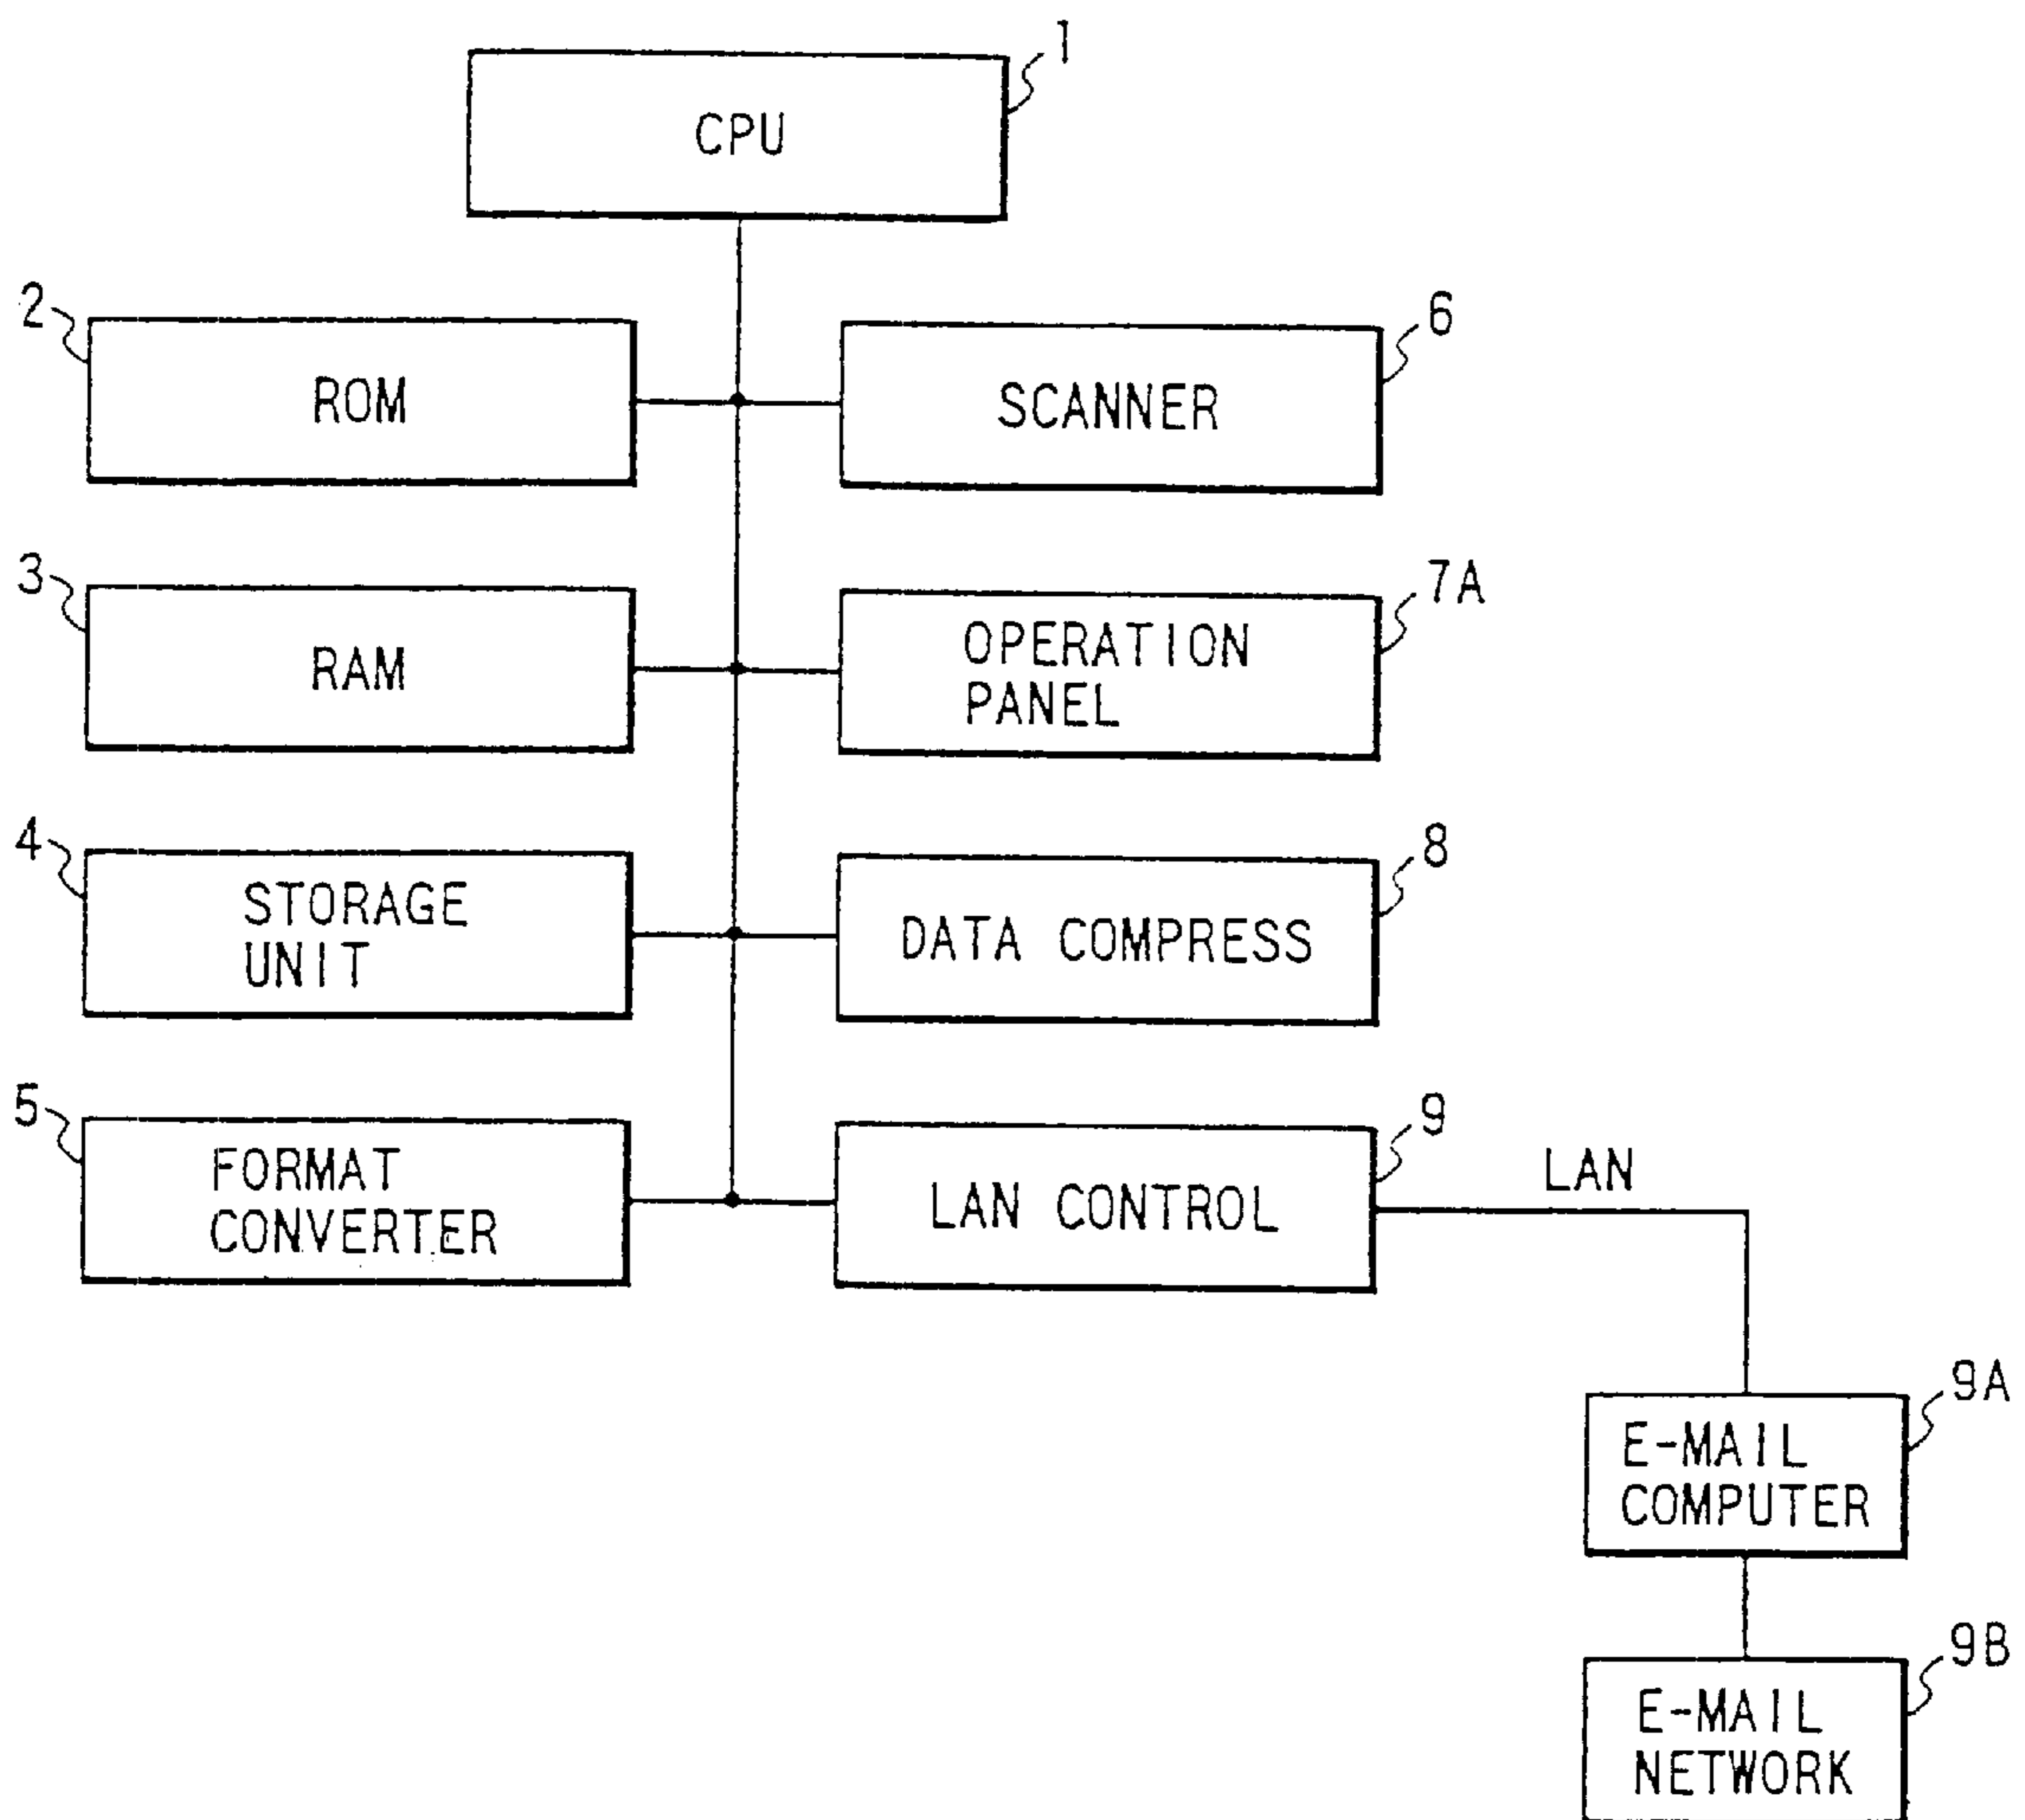 1
CPU
2
ROM
6
SCANNER
3
RAM
7A
OPERATION
PANEL
4
STORAGE
UNIT
8
DATA COMPRESS
5
FORMAT
CONVERTER
9
LAN CONTROL
LAN
9A
E-MAIL
COMPUTER
9B
E-MAIL
NETWORK